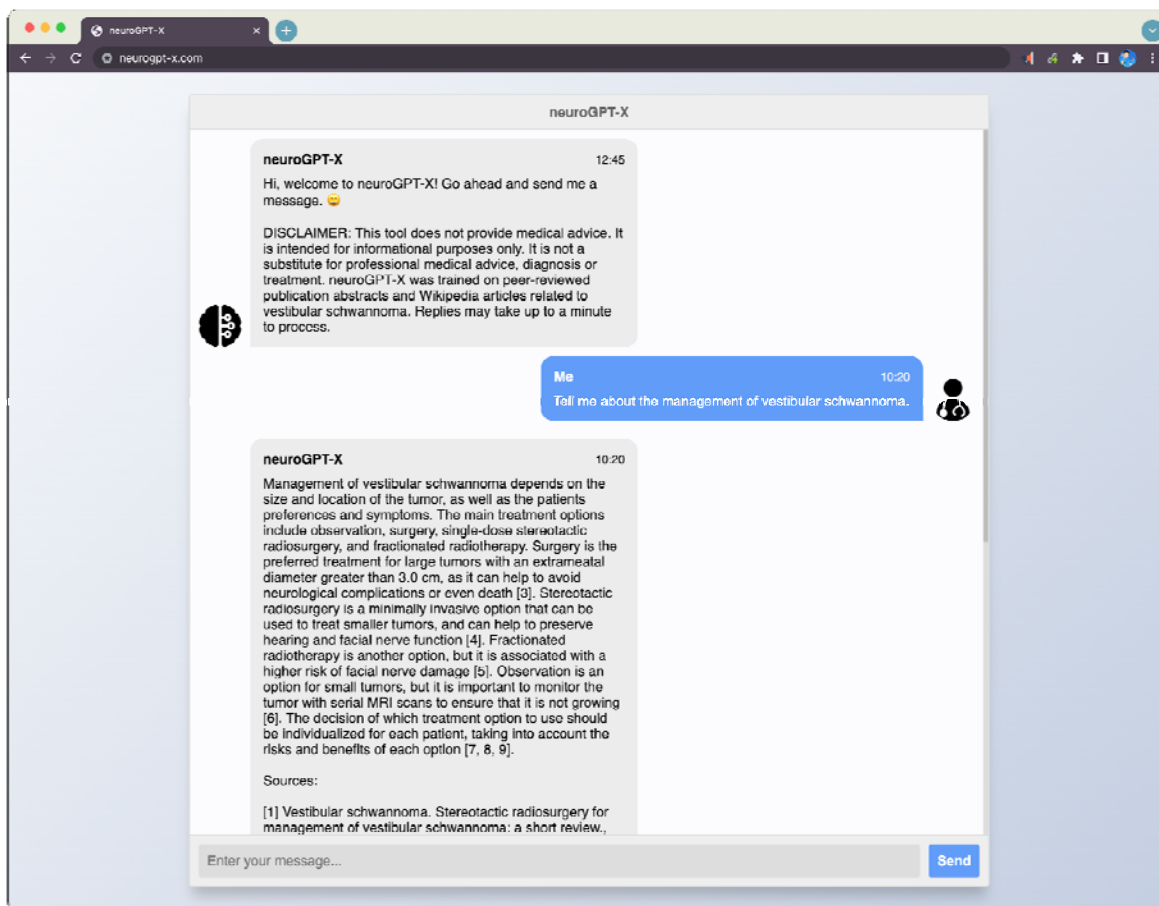 neuroGPT-X
neurogpt-x.com
neuroGPT-X
neuroGPT-X 12:45
Hi, welcome to neuroGPT-X! Go ahead and send me a
message. 😄
DISCLAIMER: This tool does not provide medical advice. It
is intended for informational purposes only. It is not a
substitute for professional medical advice, diagnosis or
treatment. neuroGPT-X was trained on peer-reviewed
publication abstracts and Wikipedia articles related to
vestibular schwannoma. Replies may take up to a minute
to process.
Me 10:20
Tell me about the management of vestibular schwannoma.
neuroGPT-X 10:20
Management of vestibular schwannoma depends on the
size and location of the tumor, as well as the patients
preferences and symptoms. The main treatment options
include observation, surgery, single-dose stereotactic
radiosurgery, and fractionated radiotherapy. Surgery is the
preferred treatment for large tumors with an extrameatal
diameter greater than 3.0 cm, as it can help to avoid
neurological complications or even death [3]. Stereotactic
radiosurgery is a minimally invasive option that can be
used to treat smaller tumors, and can help to preserve
hearing and facial nerve function [4]. Fractionated
radiotherapy is another option, but it is associated with a
higher risk of facial nerve damage [5]. Observation is an
option for small tumors, but it is important to monitor the
tumor with serial MRI scans to ensure that it is not growing
[6]. The decision of which treatment option to use should
be individualized for each patient, taking into account the
risks and benefits of each option [7, 8, 9].
Sources:
[1] Vestibular schwannoma. Stereotactic radiosurgery for
management of vestibular schwannoma: a short review.,
Enter your message...
Send